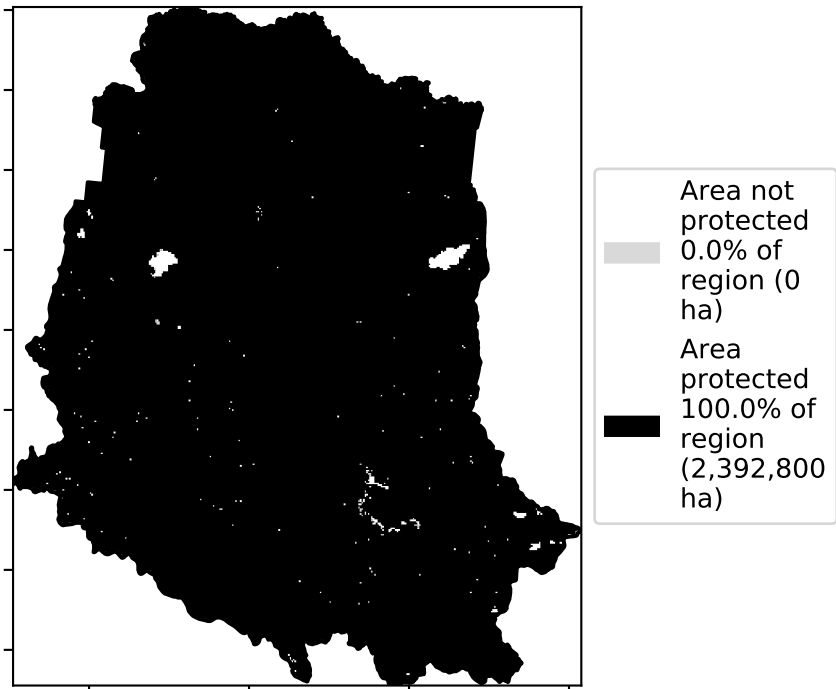 Area not
protected
0.0% of
region (0
ha)
Area
protected
100.0% of
region
(2,392,800
ha)